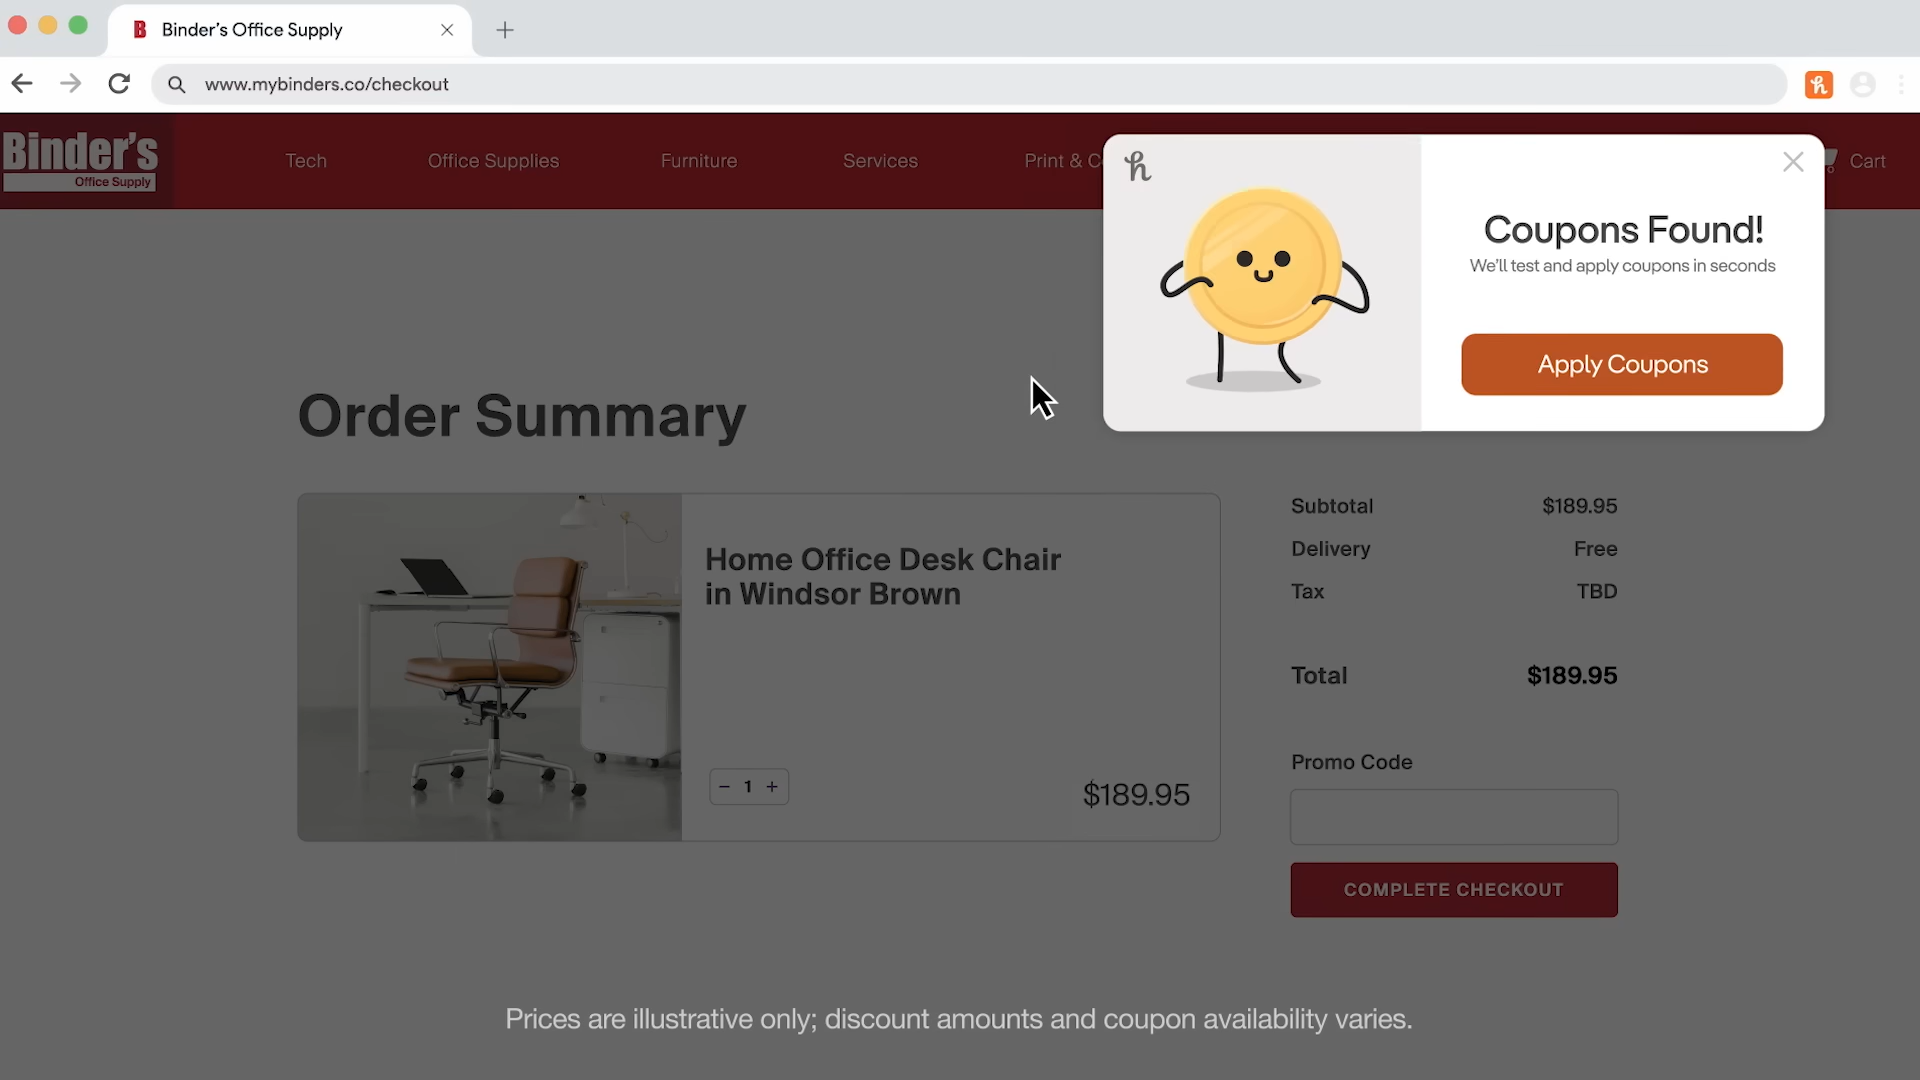 Binder's Office Supply
www.mybinders.co/checkout
Binder's
Office Supply
Tech
Office Supplies
Furniture
Services
Print & C
Cart
h
Coupons Found!
We'll test and apply coupons in seconds
Apply Coupons
Order Summary
Home Office Desk Chair
in Windsor Brown
- 1 +
$189.95
Subtotal $189.95
Delivery Free
Tax TBD
Total $189.95
Promo Code
COMPLETE CHECKOUT
Prices are illustrative only; discount amounts and coupon availability varies.